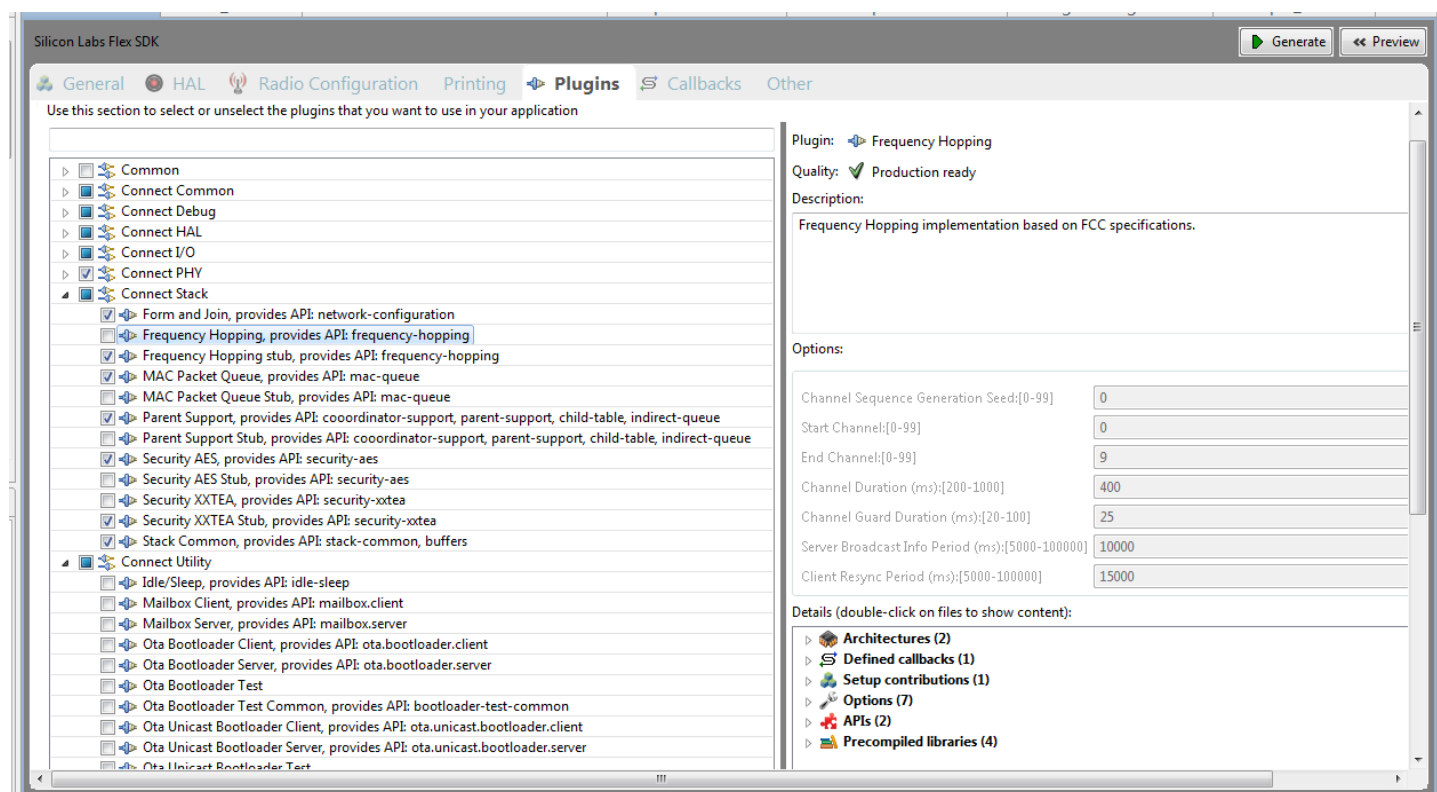 Silicon Labs Flex SDK
Generate
Preview
General HAL Radio Configuration Printing Plugins Callbacks Other
Use this section to select or unselect the plugins that you want to use in your application
Common
Connect Common
Connect Debug
Connect HAL
Connect I/O
Connect PHY
Connect Stack
Form and Join, provides API: network-configuration
Frequency Hopping, provides API: frequency-hopping
Frequency Hopping stub, provides API: frequency-hopping
MAC Packet Queue, provides API: mac-queue
MAC Packet Queue Stub, provides API: mac-queue
Parent Support, provides API: cooordinator-support, parent-support, child-table, indirect-queue
Parent Support Stub, provides API: cooordinator-support, parent-support, child-table, indirect-queue
Security AES, provides API: security-aes
Security AES Stub, provides API: security-aes
Security XXTEA, provides API: security-xxtea
Security XXTEA Stub, provides API: security-xxtea
Stack Common, provides API: stack-common, buffers
Connect Utility
Idle/Sleep, provides API: idle-sleep
Mailbox Client, provides API: mailbox.client
Mailbox Server, provides API: mailbox.server
Ota Bootloader Client, provides API: ota.bootloader.client
Ota Bootloader Server, provides API: ota.bootloader.server
Ota Bootloader Test
Ota Bootloader Test Common, provides API: bootloader-test-common
Ota Unicast Bootloader Client, provides API: ota.unicast.bootloader.client
Ota Unicast Bootloader Server, provides API: ota.unicast.bootloader.server
Ota Unicast Bootloader Test
Plugin: Frequency Hopping
Quality: Production ready
Description:
Frequency Hopping implementation based on FCC specifications.
Options:
Channel Sequence Generation Seed:[0-99] 0
Start Channel:[0-99] 0
End Channel:[0-99] 9
Channel Duration (ms):[200-1000] 400
Channel Guard Duration (ms):[20-100] 25
Server Broadcast Info Period (ms):[5000-100000] 10000
Client Resync Period (ms):[5000-100000] 15000
Details (double-click on files to show content):
Architectures (2)
Defined callbacks (1)
Setup contributions (1)
Options (7)
APIs (2)
Precompiled libraries (4)